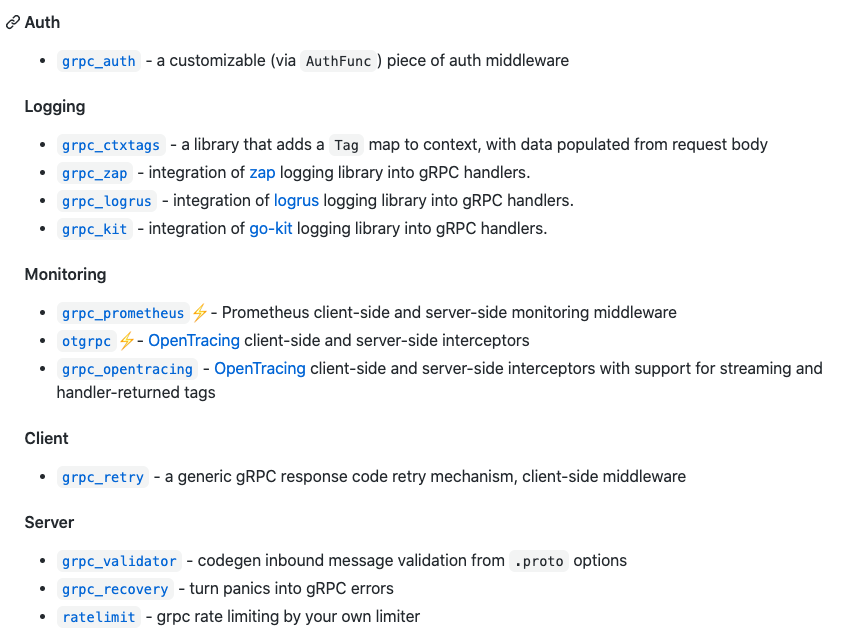 Auth
• grpc_auth - a customizable (via AuthFunc) piece of auth middleware
Logging
• grpc_ctxtags - a library that adds a Tag map to context, with data populated from request body
• grpc_zap - integration of zap logging library into gRPC handlers.
• grpc_logrus - integration of logrus logging library into gRPC handlers.
• grpc_kit - integration of go-kit logging library into gRPC handlers.
Monitoring
• grpc_prometheus⚡ - Prometheus client-side and server-side monitoring middleware
• otgrpc⚡ - OpenTracing client-side and server-side interceptors
• grpc_opentracing - OpenTracing client-side and server-side interceptors with support for streaming and
handler-returned tags
Client
• grpc_retry - a generic gRPC response code retry mechanism, client-side middleware
Server
• grpc_validator - codegen inbound message validation from .proto options
• grpc_recovery - turn panics into gRPC errors
• ratelimit - grpc rate limiting by your own limiter